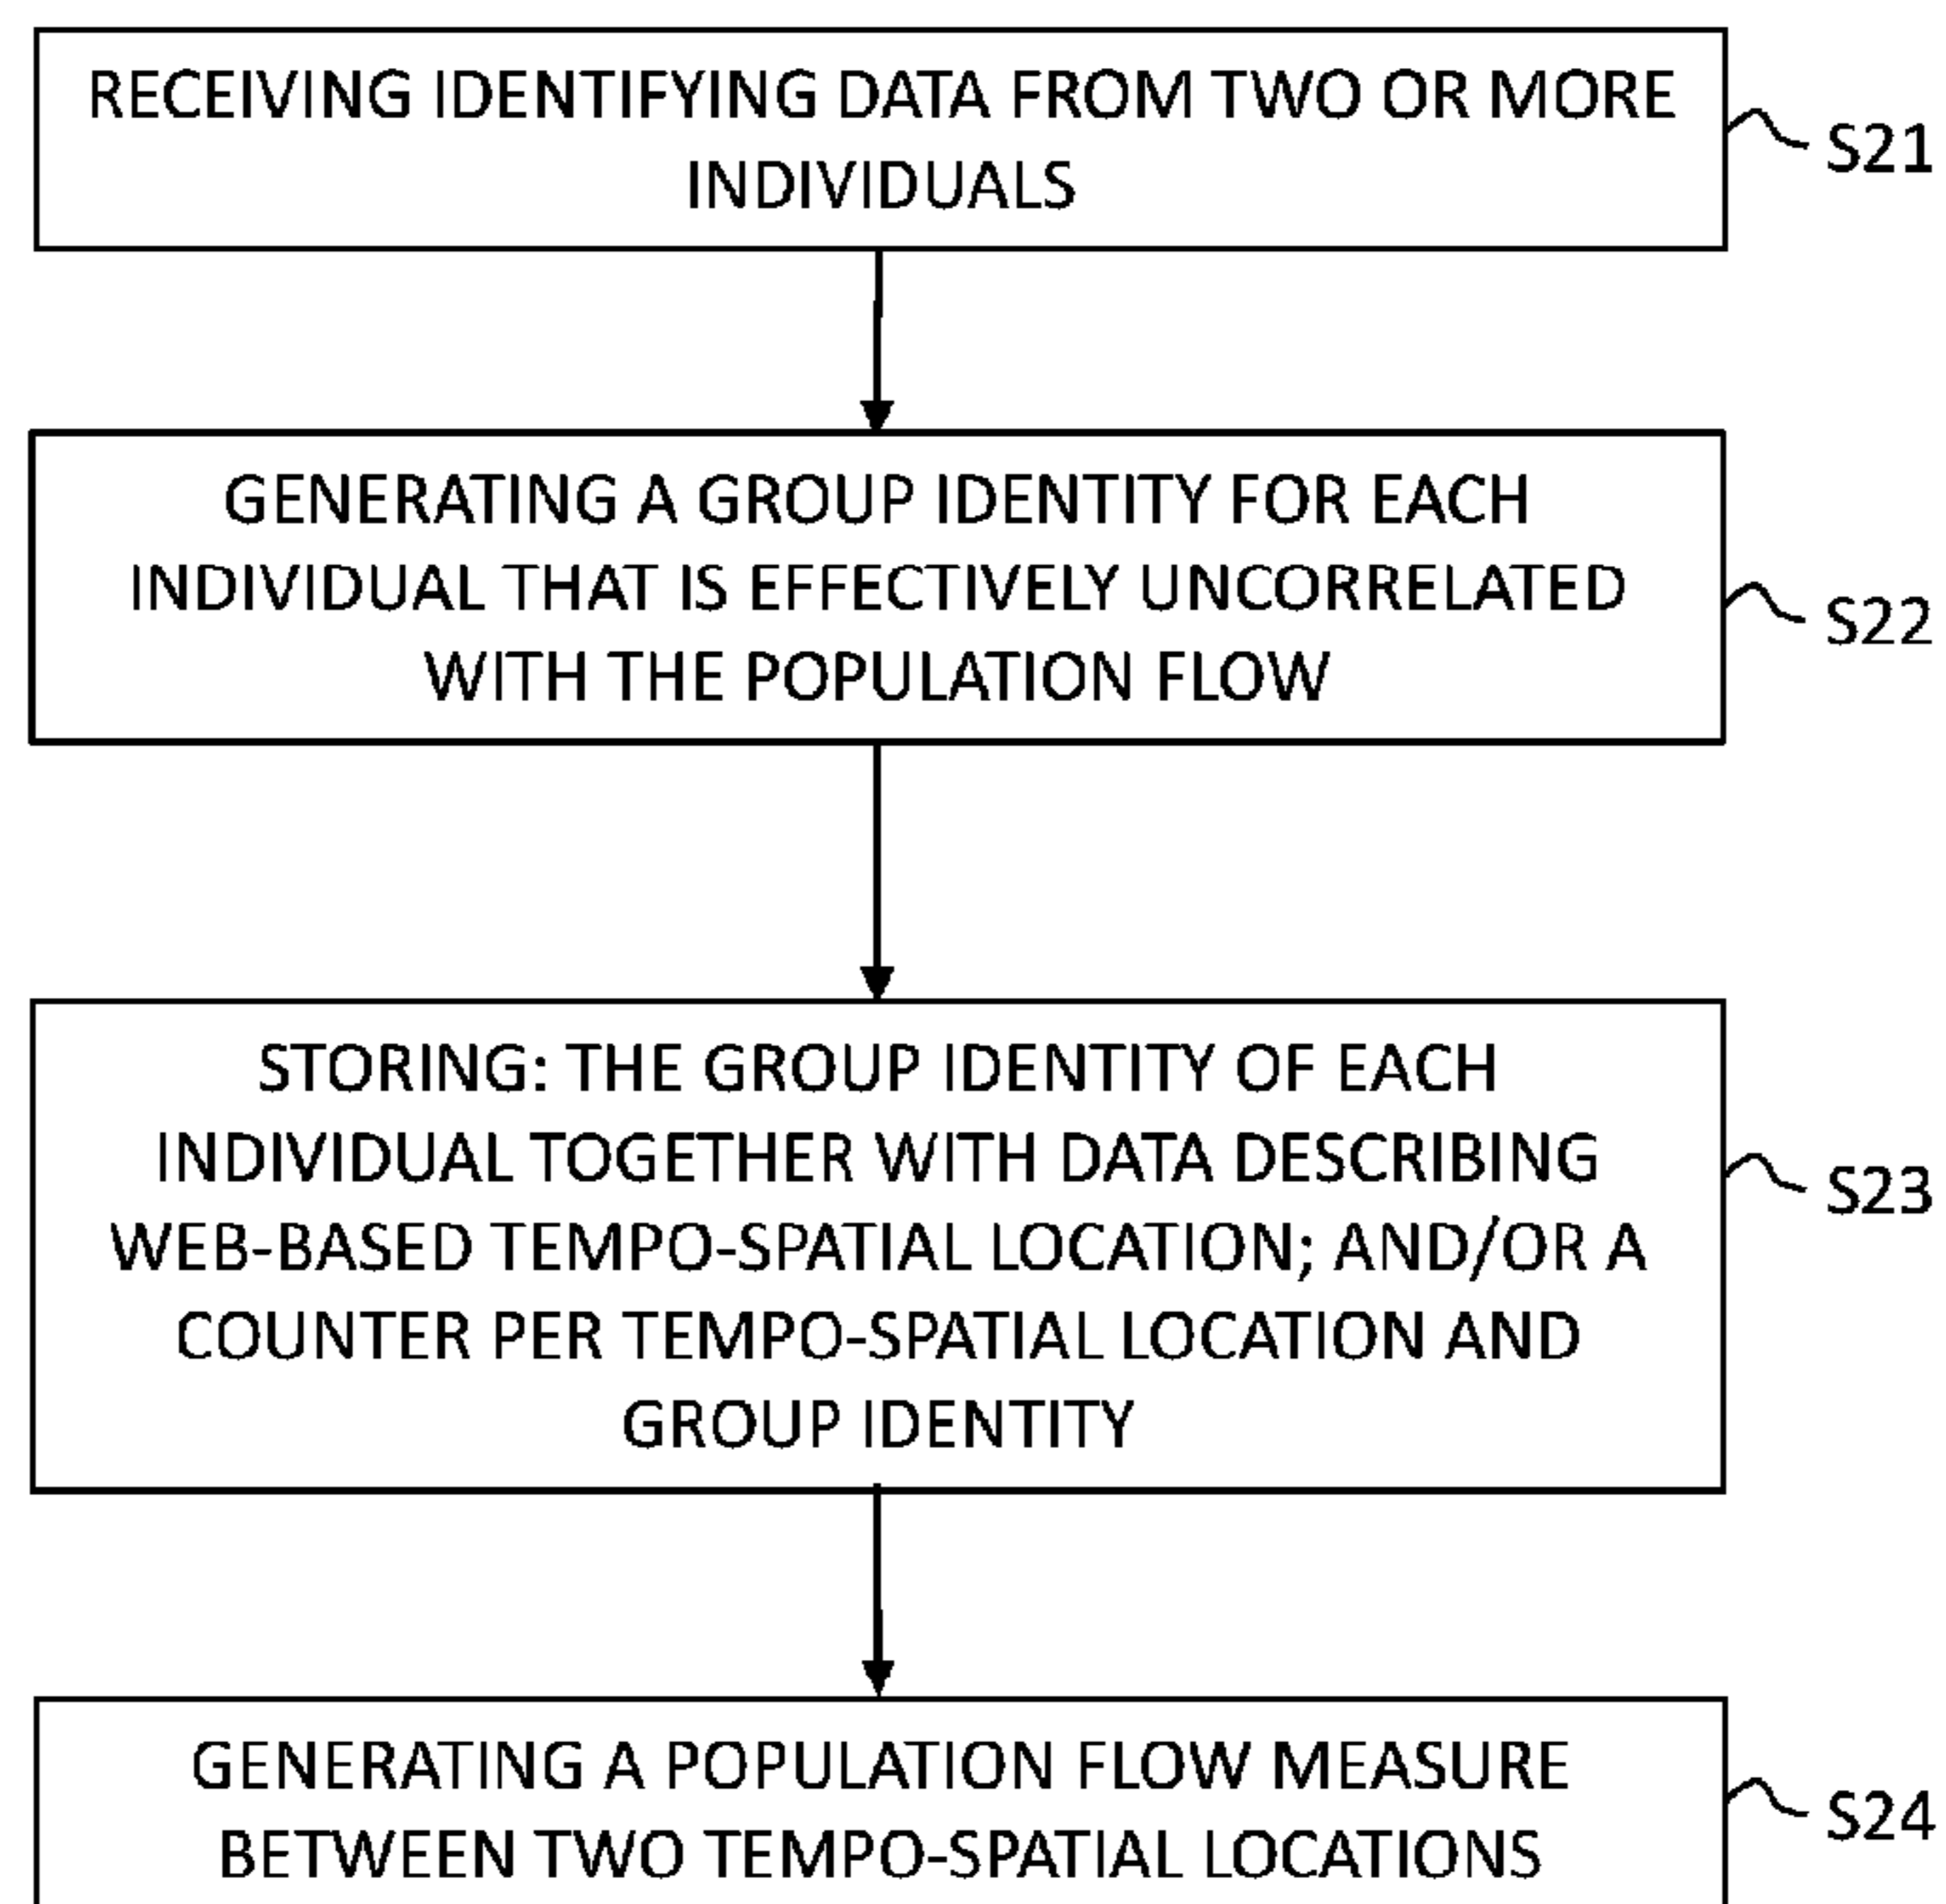 RECEIVING IDENTIFYING DATA FROM TWO OR MORE
INDIVIDUALS
S21
GENERATING A GROUP IDENTITY FOR EACH
INDIVIDUAL THAT IS EFFECTIVELY UNCORRELATED
WITH THE POPULATION FLOW
S22
STORING: THE GROUP IDENTITY OF EACH
INDIVIDUAL TOGETHER WITH DATA DESCRIBING
WEB-BASED TEMPO-SPATIAL LOCATION; AND/OR A
COUNTER PER TEMPO-SPATIAL LOCATION AND
GROUP IDENTITY
S23
GENERATING A POPULATION FLOW MEASURE
BETWEEN TWO TEMPO-SPATIAL LOCATIONS
S24